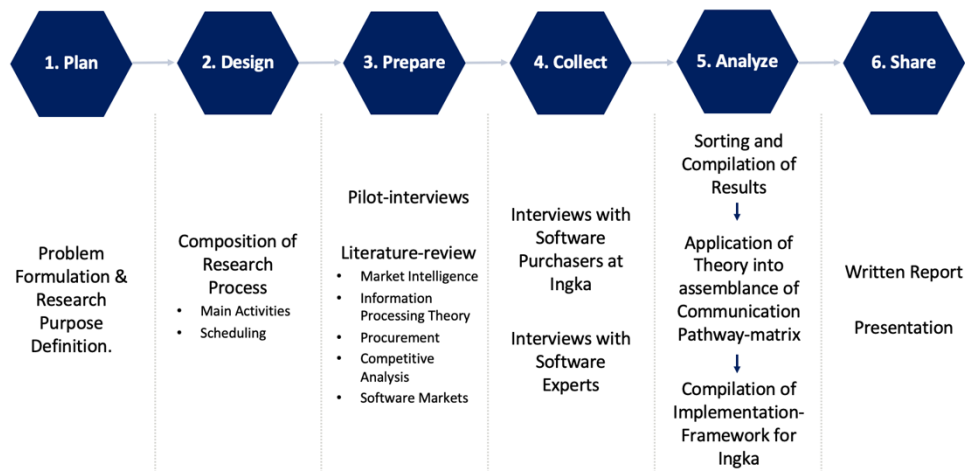 1. Plan
2. Design
3. Prepare
4. Collect
5. Analyze
6. Share
Problem
Formulation &
Research
Purpose
Definition.
Composition of
Research
Process
• Main Activities
• Scheduling
Pilot-interviews
Literature-review
• Market Intelligence
• Information
Processing Theory
• Procurement
• Competitive
Analysis
• Software Markets
Interviews with
Software
Purchasers at
Ingka
Interviews with
Software
Experts
Sorting and
Compilation of
Results
Application of
Theory into
assemblance of
Communication
Pathway-matrix
Compilation of
Implementation-
Framework for
Ingka
Written Report
Presentation